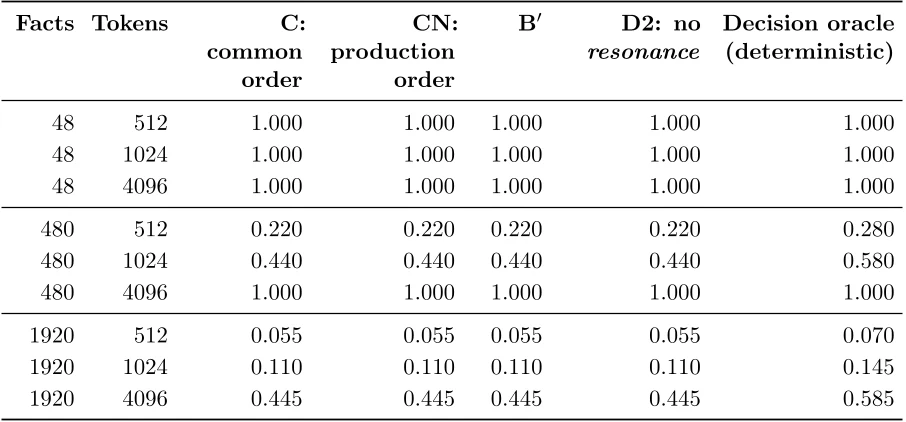 Facts Tokens C: CN: B′ D2: no Decision oracle
common production resonance (deterministic)
order order
48 512 1.000 1.000 1.000 1.000 1.000
48 1024 1.000 1.000 1.000 1.000 1.000
48 4096 1.000 1.000 1.000 1.000 1.000
480 512 0.220 0.220 0.220 0.220 0.280
480 1024 0.440 0.440 0.440 0.440 0.580
480 4096 1.000 1.000 1.000 1.000 1.000
1920 512 0.055 0.055 0.055 0.055 0.070
1920 1024 0.110 0.110 0.110 0.110 0.145
1920 4096 0.445 0.445 0.445 0.445 0.585